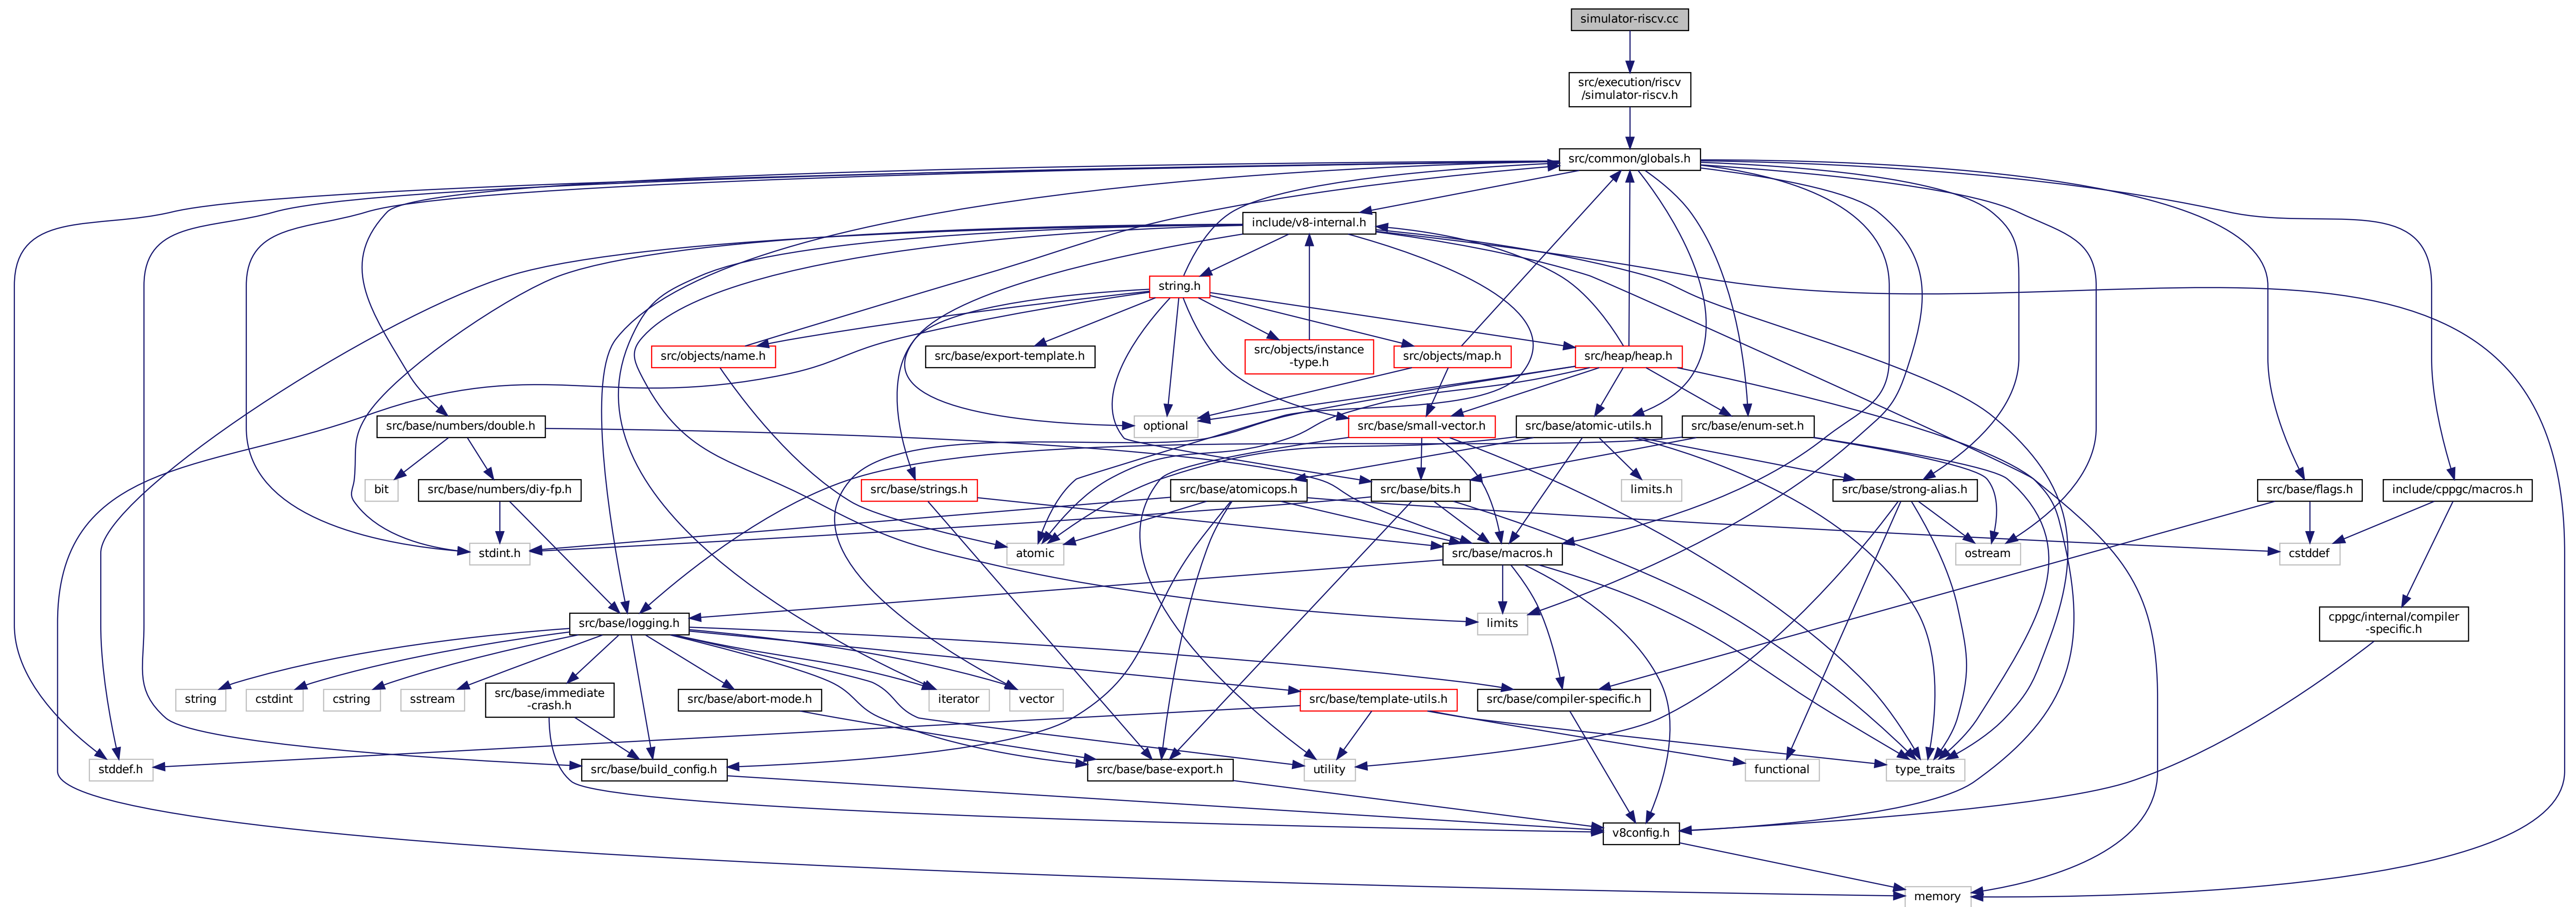 simulator-riscv.cc
src/execution/riscv
/simulator-riscv.h
src/common/globals.h
include/v8-internal.h
string.h
src/objects/name.h
src/base/export-template.h
src/objects/instance
-type.h
src/objects/map.h
src/heap/heap.h
src/base/numbers/double.h
optional
src/base/small-vector.h
src/base/atomic-utils.h
src/base/enum-set.h
bit
src/base/numbers/diy-fp.h
src/base/strings.h
src/base/atomicops.h
src/base/bits.h
limits.h
src/base/strong-alias.h
src/base/flags.h
include/cppgc/macros.h
stdint.h
atomic
src/base/macros.h
ostream
cstddef
src/base/logging.h
limits
cppgc/internal/compiler
-specific.h
string
cstdint
cstring
sstream
src/base/immediate
-crash.h
src/base/abort-mode.h
iterator
vector
src/base/template-utils.h
src/base/compiler-specific.h
stddef.h
src/base/build_config.h
src/base/base-export.h
utility
functional
type_traits
v8config.h
memory